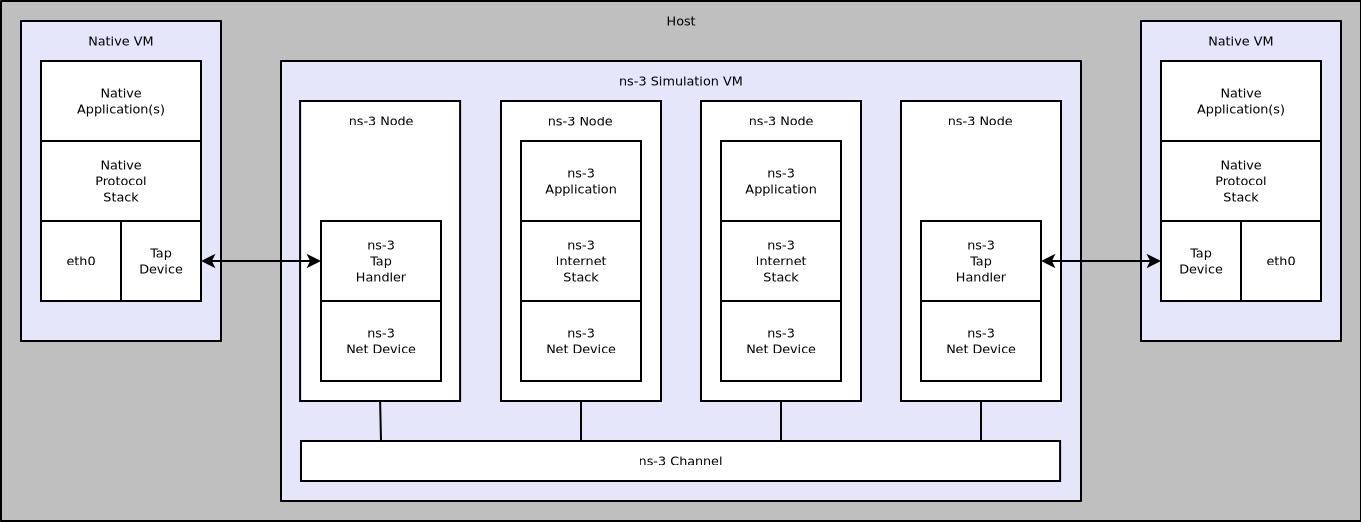 Host
Native VM
Native
Application(s)
Native
Protocol
Stack
eth0
Tap
Device
ns-3 Simulation VM
ns-3 Node
ns-3
Tap
Handler
ns-3
Net Device
ns-3 Node
ns-3
Application
ns-3
Internet
Stack
ns-3
Net Device
ns-3 Node
ns-3
Application
ns-3
Internet
Stack
ns-3
Net Device
ns-3 Node
ns-3
Tap
Handler
ns-3
Net Device
ns-3 Channel
Native VM
Native
Application(s)
Native
Protocol
Stack
Tap
Device
eth0